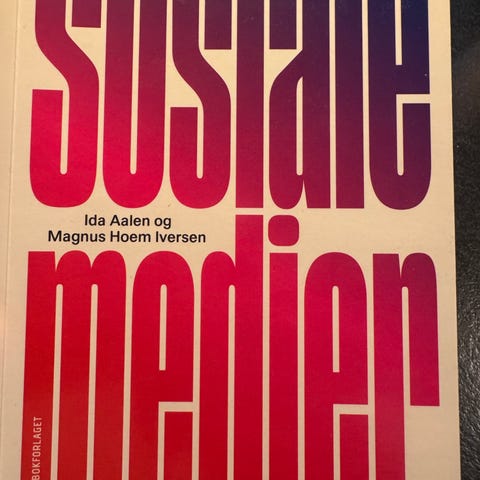 Sosiale
Ida Aalen og
Magnus Hoem Iversen
medier
BOKFORLAGET